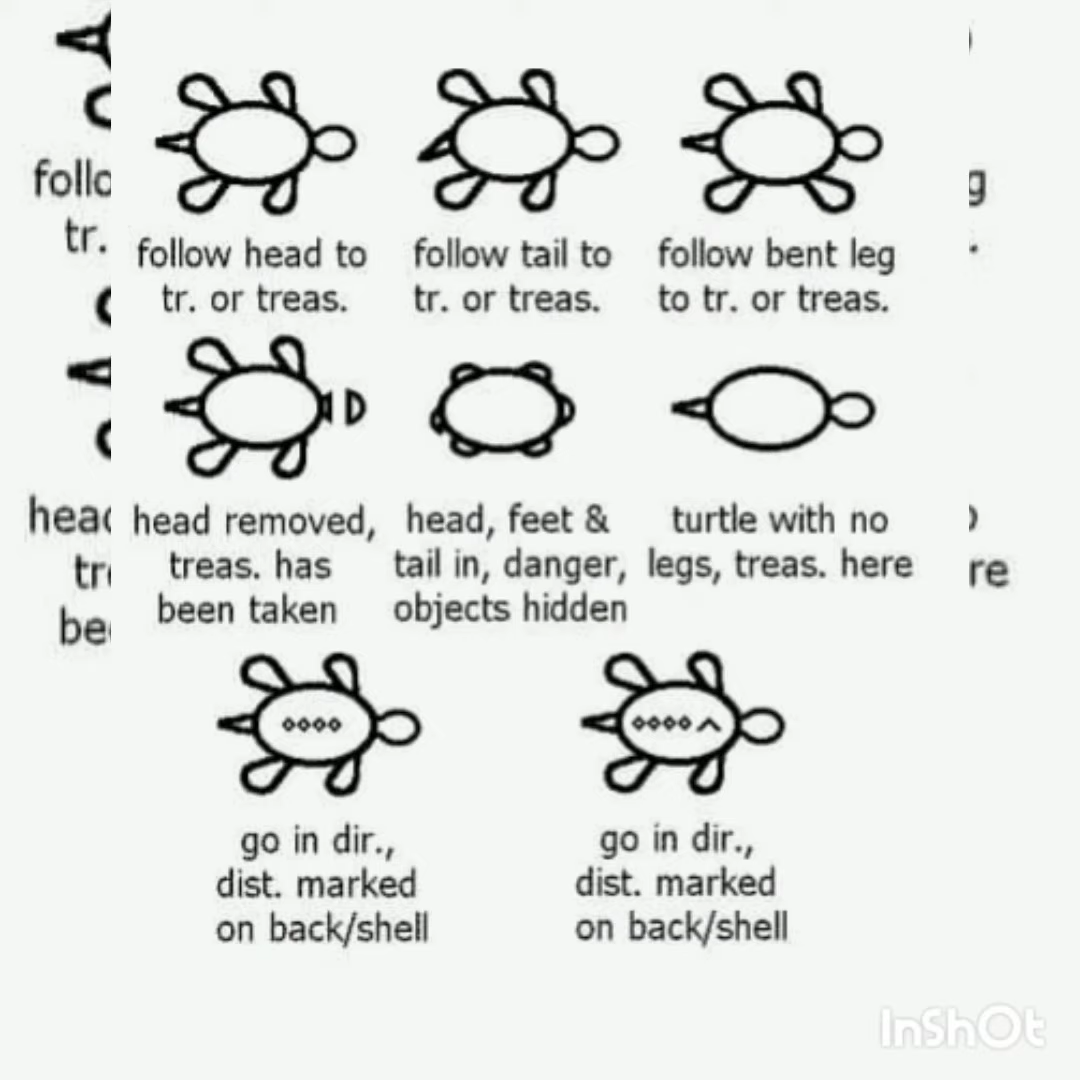 follow head to
tr. or treas.
follow tail to
tr. or treas.
follow bent leg
to tr. or treas.
head removed,
treas. has
been taken
head, feet &
tail in, danger,
objects hidden
turtle with no
legs, treas. here
go in dir.,
dist. marked
on back/shell
go in dir.,
dist. marked
on back/shell
InShOt